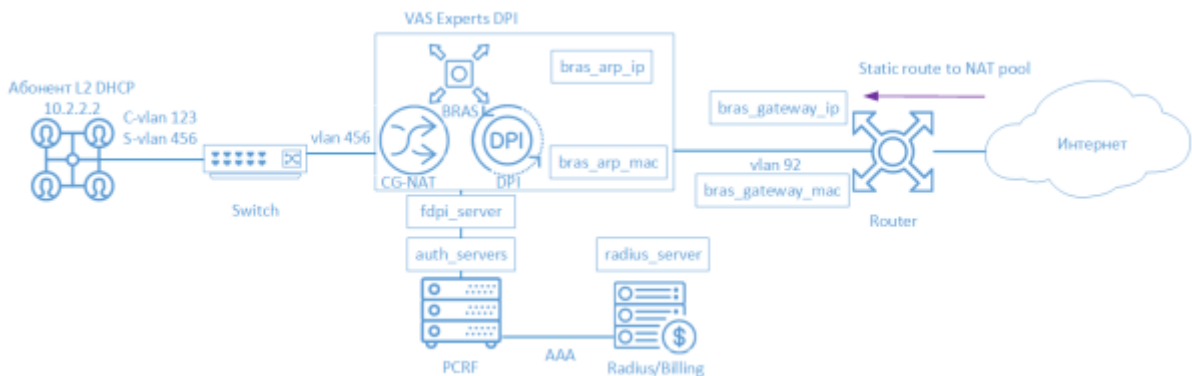 VAS Experts DPI
Абонент L2 DHCP
10.2.2.2
C-vlan 123
S-vlan 456
Switch
vlan 456
BRAS
CG-NAT
DPI
DPI
bras_arp_ip
bras_arp_mac
Static route to NAT pool
bras_gateway_ip
vlan 92
bras_gateway_mac
Router
Интернет
fdpi_server
auth_servers
radius_server
PCRF
AAA
Radius/Billing
$